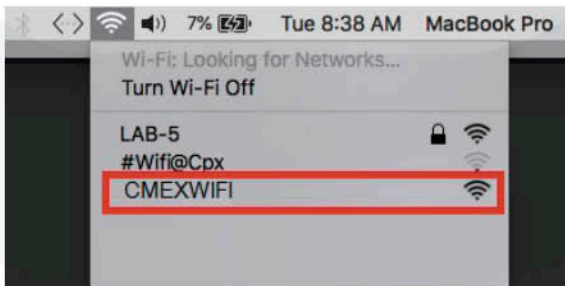 7% Tue 8:38 AM MacBook Pro
Wi-Fi: Looking for Networks...
Turn Wi-Fi Off
LAB-5
#Wifi@Cpx
CMEXWIFI